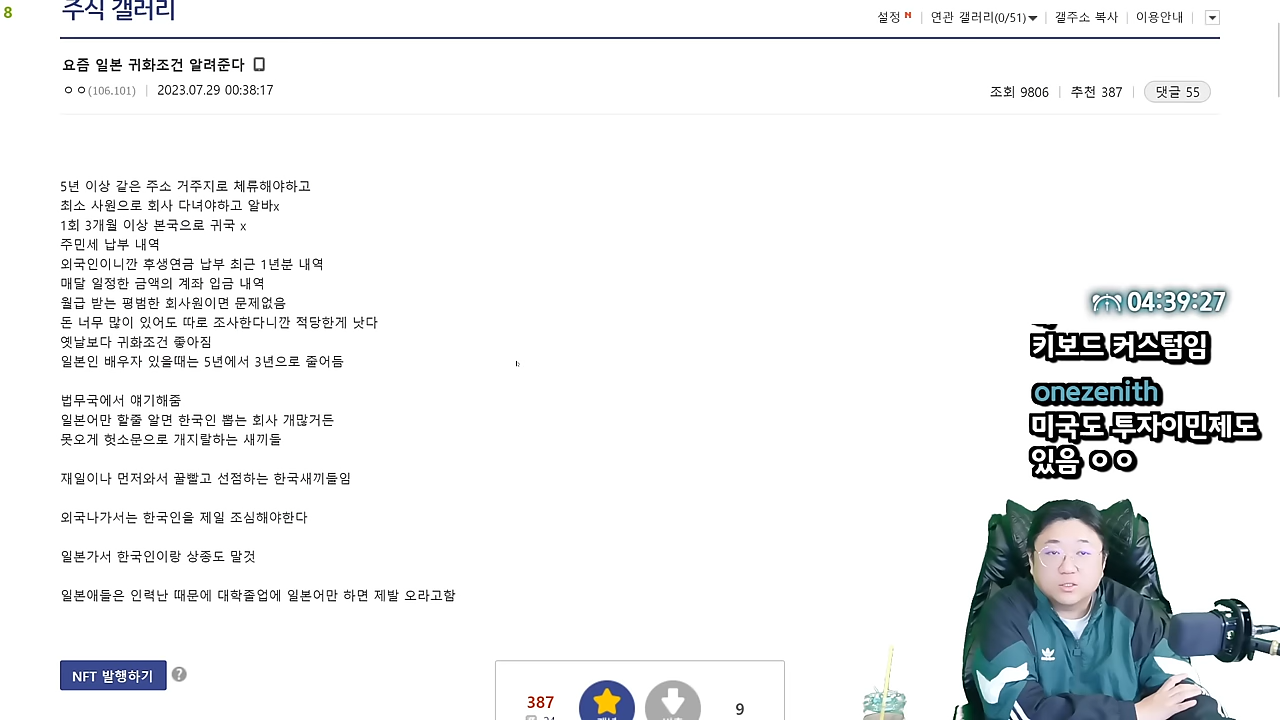 8
주식 갤러리
설정 N
연관 갤러리(0/51)
갤주소 복사
이용안내
요즘 일본 귀화조건 알려준다
ㅇㅇ(106.101)
2023.07.29 00:38:17
조회 9806
추천 387
댓글 55
5년 이상 같은 주소 거주지로 체류해야하고
최소 사원으로 회사 다녀야하고 알바x
1회 3개월 이상 본국으로 귀국 x
주민세 납부 내역
외국인이니깐 후생연금 납부 최근 1년분 내역
매달 일정한 금액의 계좌 입금 내역
월급 받는 평범한 회사원이면 문제없음
돈 너무 많이 있어도 따로 조사한다니깐 적당한게 낫다
옛날보다 귀화조건 좋아짐
일본인 배우자 있을때는 5년에서 3년으로 줄어듬
법무국에서 얘기해줌
일본어만 할줄 알면 한국인 뽑는 회사 개많거든
못오게 헛소문으로 개지랄하는 새끼들
재일이나 먼저와서 꿀빨고 선점하는 한국새끼들임
외국나가서는 한국인을 제일 조심해야한다
일본가서 한국인이랑 상종도 말것
일본애들은 인력난 때문에 대학졸업에 일본어만 하면 제발 오라고함
04:39:27
키보드 커스텀임
onezenith
미국도 투자이민제도
있음 ㅇㅇ
NFT 발행하기
?
387
9